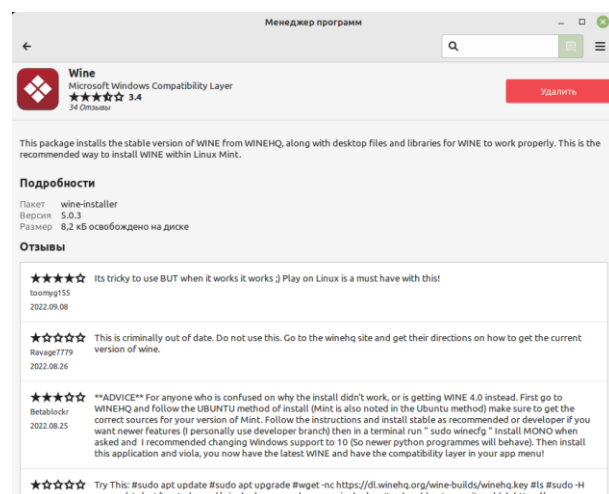 Менеджер программ
Wine
Microsoft Windows Compatibility Layer
3.4
34 Отзывы
Удалить
This package installs the stable version of WINE from WINEHQ, along with desktop files and libraries for WINE to work properly. This is the
recommended way to install WINE within Linux Mint.
Подробности
Пакет wine-installer
Версия 5.0.3
Размер 8,2 кБ освобождено на диске
Отзывы
Its tricky to use BUT when it works it works ;) Play on Linux is a must have with this!
toomyg155
2022.09.08
This is criminally out of date. Do not use this. Go to the winehq site and get their directions on how to get the current
version of wine.
Ravage7779
2022.08.26
**ADVICE** For anyone who is confused on why the install didn't work, or is getting WINE 4.0 instead. First go to
WINEHQ and follow the UBUNTU method of install (Mint is also noted in the Ubuntu method) make sure to get the
correct sources for your version of Mint. Follow the instructions and install stable as recommended or developer if you
want newer features (I personally use developer branch) then in a terminal run " sudo winecfg " Install MONO when
asked and I recommended changing Windows support to 10 (So newer python programmes will behave). Then install
this application and viola, you now have the latest WINE and have the compatibility layer in your app menu!
Betablockr
2022.08.25
Try This: #sudo apt update #sudo apt upgrade #wget -nc https://dl.winehq.org/wine-builds/winehq.key #ls #sudo -H